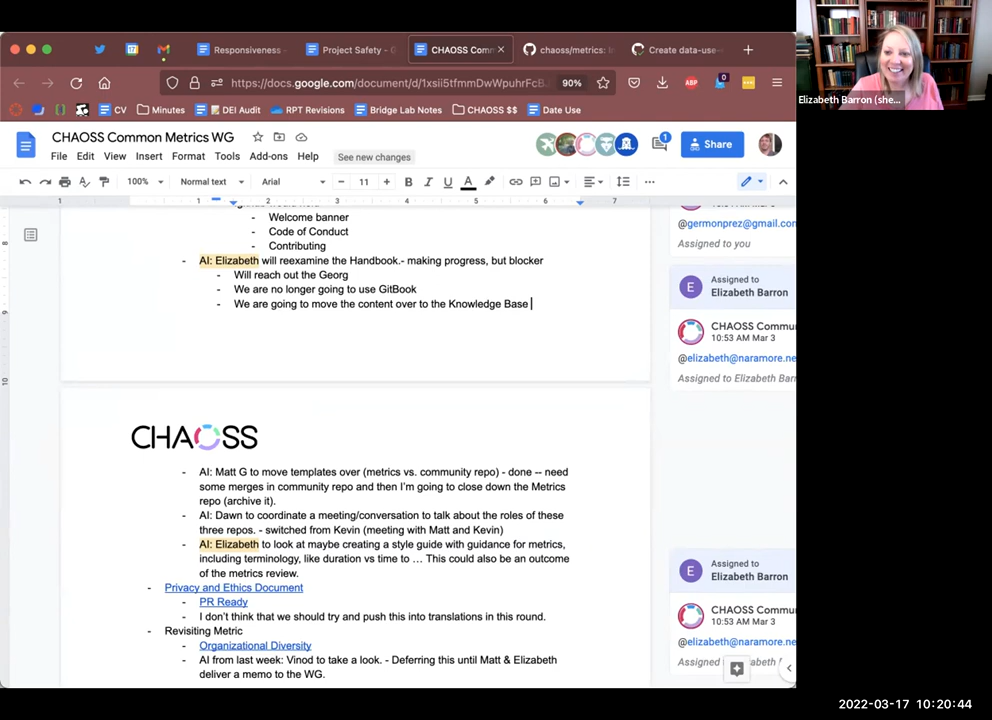 Responsiveness
Project Safety - G
CHAOSS Comm
chaoss/metrics: I
Create data-use-
https://docs.google.com/document/d/1xsii5tfmmDwWpuhrFcB
90%
ABP
0
CV
Minutes
DEI Audit
RPT Revisions
Bridge Lab Notes
CHAOSS $$
Date Use
CHAOSS Common Metrics WG
File Edit View Insert Format Tools Add-ons Help
See new changes
1
Share
100%
Normal text
Arial
11
B I U A
1 1 2 3 4 5 6 7
- Welcome banner
- Code of Conduct
- Contributing
- AI: Elizabeth will reexamine the Handbook.- making progress, but blocker
- Will reach out the Georg
- We are no longer going to use GitBook
- We are going to move the content over to the Knowledge Base
CHAOSS
- AI: Matt G to move templates over (metrics vs. community repo) - done -- need
some merges in community repo and then I'm going to close down the Metrics
repo (archive it).
- AI: Dawn to coordinate a meeting/conversation to talk about the roles of these
three repos. - switched from Kevin (meeting with Matt and Kevin)
- AI: Elizabeth to look at maybe creating a style guide with guidance for metrics,
including terminology, like duration vs time to … This could also be an outcome
of the metrics review.
- Privacy and Ethics Document
- PR Ready
- I don't think that we should try and push this into translations in this round.
- Revisiting Metric
- Organizational Diversity
- AI from last week: Vinod to take a look. - Deferring this until Matt & Elizabeth
deliver a memo to the WG.
@germonprez@gmail.com
Assigned to you
E
Assigned to
Elizabeth Barron
CHAOSS Commu
10:53 AM Mar 3
@elizabeth@naramore.ne
Assigned to Elizabeth Barr
E
Assigned to
Elizabeth Barron
CHAOSS Commu
10:53 AM Mar 3
@elizabeth@naramore.ne
Assigned
Elizabeth Barron (she...
2022-03-17 10:20:44